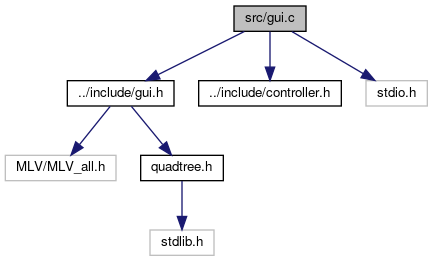 src/gui.c
../include/gui.h
../include/controller.h
stdio.h
MLV/MLV_all.h
quadtree.h
stdlib.h